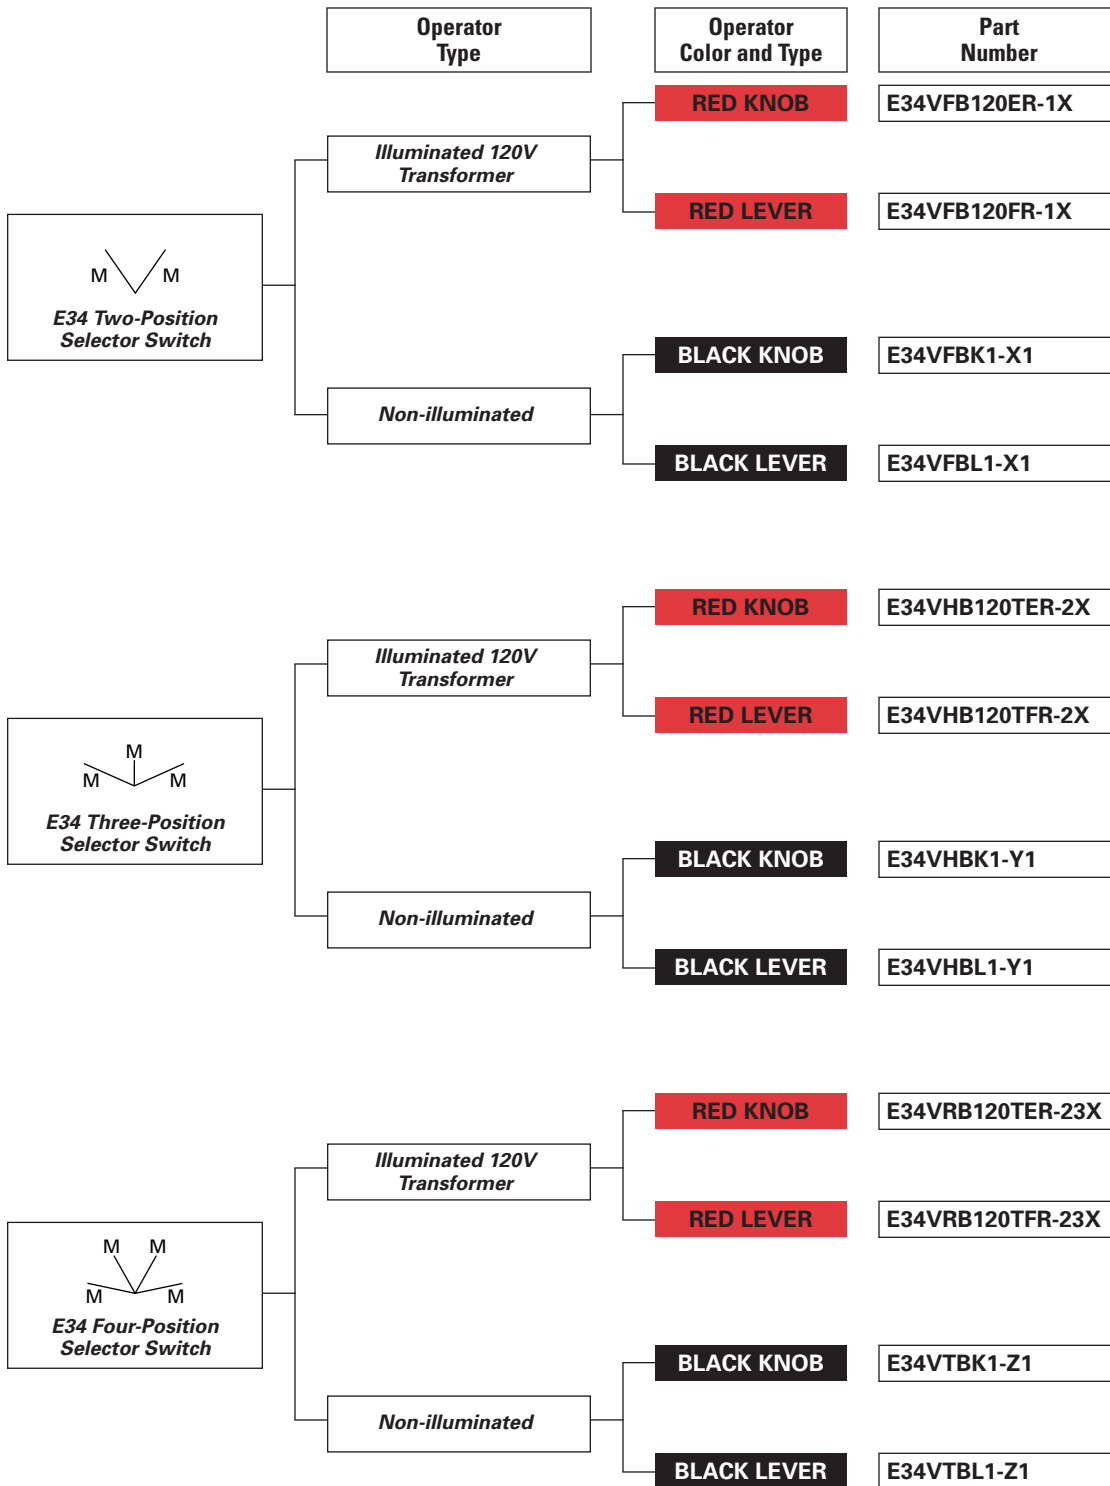 Operator
Type
Operator
Color and Type
Part
Number
RED KNOB
E34VFB120ER-1X
Illuminated 120V
Transformer
RED LEVER
E34VFB120FR-1X
M M
E34 Two-Position
Selector Switch
BLACK KNOB
E34VFBK1-X1
Non-illuminated
BLACK LEVER
E34VFBL1-X1
RED KNOB
E34VHB120TER-2X
Illuminated 120V
Transformer
RED LEVER
E34VHB120TFR-2X
M
M M
E34 Three-Position
Selector Switch
BLACK KNOB
E34VHBK1-Y1
Non-illuminated
BLACK LEVER
E34VHBL1-Y1
RED KNOB
E34VRB120TER-23X
Illuminated 120V
Transformer
RED LEVER
E34VRB120TFR-23X
M M
M M
E34 Four-Position
Selector Switch
BLACK KNOB
E34VTBK1-Z1
Non-illuminated
BLACK LEVER
E34VTBL1-Z1